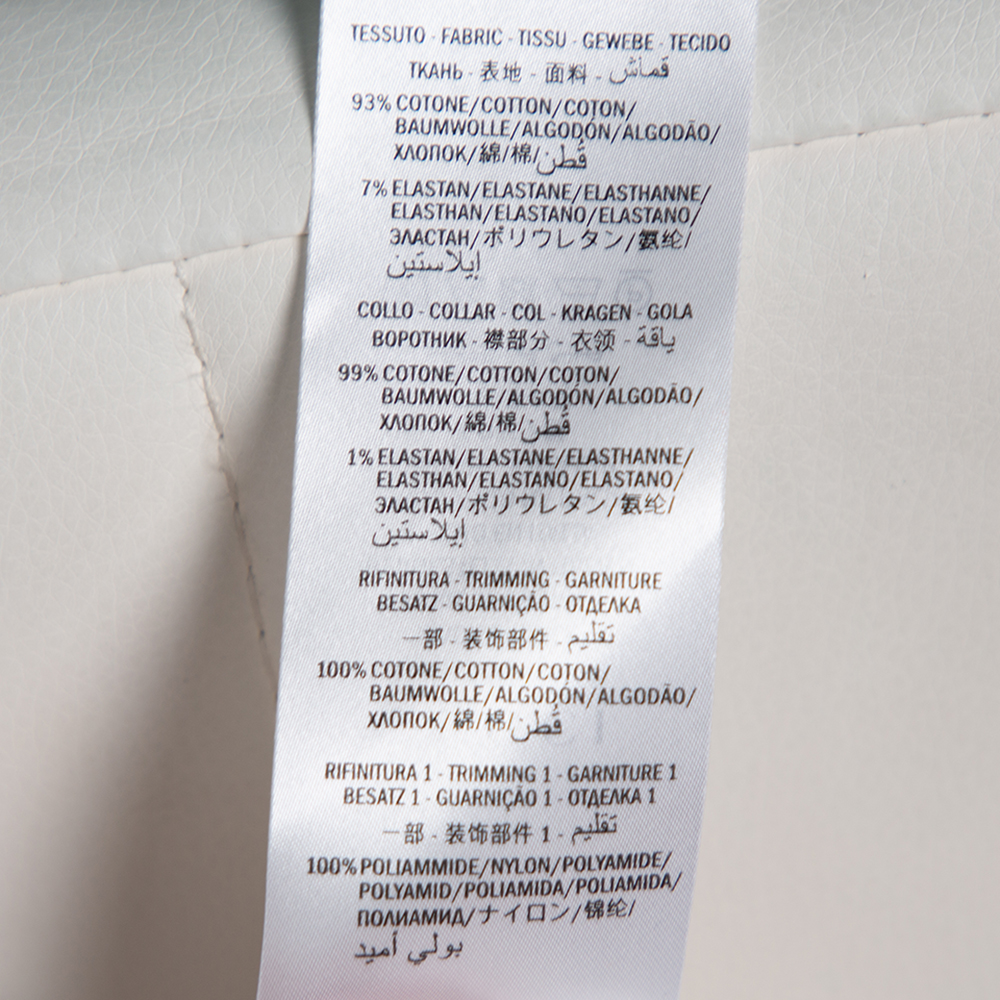 TESSUTO - FABRIC - TISSU - GEWEBE - TECIDO
ТКАНЬ - 表地 - 面料 - قماش
93% COTONE/COTTON/COTON/
BAUMWOLLE/ALGODÓN/ALGODÃO/
ХЛОПОК/綿/棉/قُطن
7% ELASTAN/ELASTANE/ELASTHANNE/
ELASTHAN/ELASTANO/ELASTANO/
ЭЛАСТАН/ポリウレタン/氨纶/
إيلاستين
COLLO - COLLAR - COL - KRAGEN - GOLA
ВОРОТНИК - 襟部分 - 衣领 - ياقة
99% COTONE/COTTON/COTON/
BAUMWOLLE/ALGODÓN/ALGODÃO/
ХЛОПОК/綿/棉/قُطن
1% ELASTAN/ELASTANE/ELASTHANNE/
ELASTHAN/ELASTANO/ELASTANO/
ЭЛАСТАН/ポリウレタン/氨纶/
إيلاستين
RIFINITURA - TRIMMING - GARNITURE
BESATZ - GUARNIÇÃO - ОТДЕЛКА
一部 - 装饰部件 - تقليم
100% COTONE/COTTON/COTON/
BAUMWOLLE/ALGODÓN/ALGODÃO/
ХЛОПОК/綿/棉/قُطن
RIFINITURA 1 - TRIMMING 1 - GARNITURE 1
BESATZ 1 - GUARNIÇÃO 1 - ОТДЕЛКА 1
一部 - 装饰部件 1 - تقليم
100% POLIAMMIDE/NYLON/POLYAMIDE/
POLYAMID/POLIAMIDA/POLIAMIDA/
ПОЛИАМИД/ナイロン/锦纶/
بولي أميد